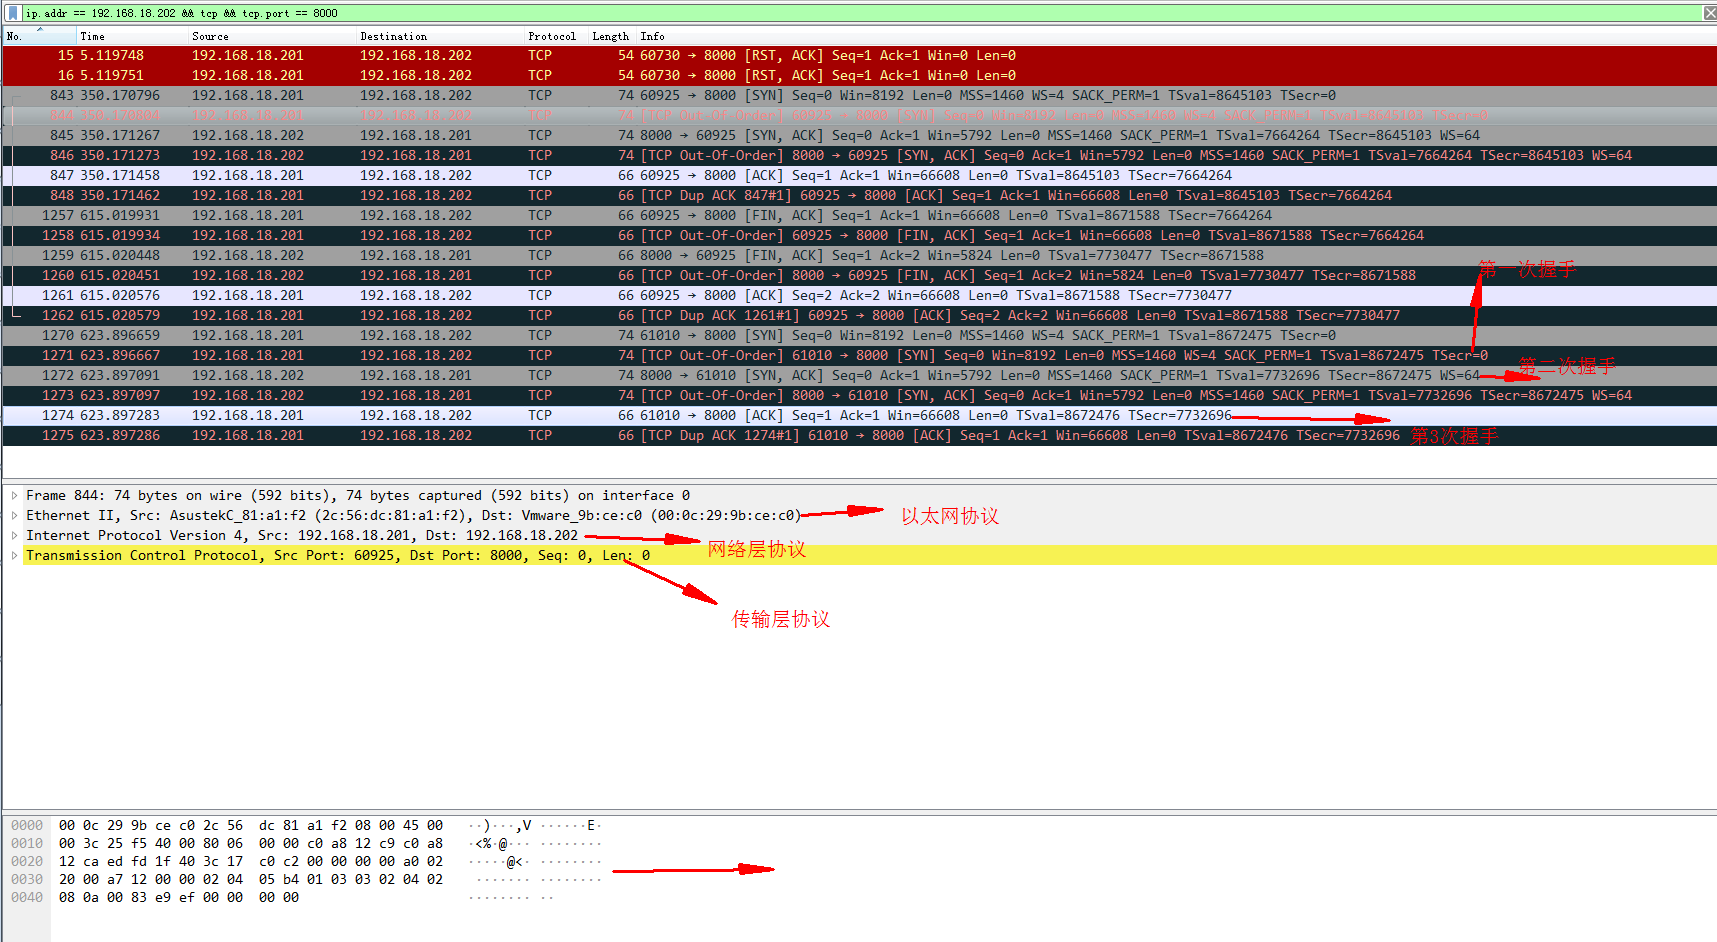 ip.addr == 192.168.18.202 && tcp && tcp.port == 8000
No. Time Source Destination Protocol Length Info
15 5.119748 192.168.18.201 192.168.18.202 TCP 54 60730 → 8000 [RST, ACK] Seq=1 Ack=1 Win=0 Len=0
16 5.119751 192.168.18.201 192.168.18.202 TCP 54 60730 → 8000 [RST, ACK] Seq=1 Ack=1 Win=0 Len=0
843 350.170796 192.168.18.201 192.168.18.202 TCP 74 60925 → 8000 [SYN] Seq=0 Win=8192 Len=0 MSS=1460 WS=4 SACK_PERM=1 TSval=8645103 TSecr=0
844 350.170804 192.168.18.201 192.168.18.202 TCP 74 [TCP Out-Of-Order] 60925 → 8000 [SYN] Seq=0 Win=8192 Len=0 MSS=1460 WS=4 SACK_PERM=1 TSval=8645103 TSecr=0
845 350.171267 192.168.18.202 192.168.18.201 TCP 74 8000 → 60925 [SYN, ACK] Seq=0 Ack=1 Win=5792 Len=0 MSS=1460 SACK_PERM=1 TSval=7664264 TSecr=8645103 WS=64
846 350.171273 192.168.18.202 192.168.18.201 TCP 74 [TCP Out-Of-Order] 8000 → 60925 [SYN, ACK] Seq=0 Ack=1 Win=5792 Len=0 MSS=1460 SACK_PERM=1 TSval=7664264 TSecr=8645103 WS=64
847 350.171458 192.168.18.201 192.168.18.202 TCP 66 60925 → 8000 [ACK] Seq=1 Ack=1 Win=66608 Len=0 TSval=8645103 TSecr=7664264
848 350.171462 192.168.18.201 192.168.18.202 TCP 66 [TCP Dup ACK 847#1] 60925 → 8000 [ACK] Seq=1 Ack=1 Win=66608 Len=0 TSval=8645103 TSecr=7664264
1257 615.019931 192.168.18.201 192.168.18.202 TCP 66 60925 → 8000 [FIN, ACK] Seq=1 Ack=1 Win=66608 Len=0 TSval=8671588 TSecr=7664264
1258 615.019934 192.168.18.201 192.168.18.202 TCP 66 [TCP Out-Of-Order] 60925 → 8000 [FIN, ACK] Seq=1 Ack=1 Win=66608 Len=0 TSval=8671588 TSecr=7664264
1259 615.020448 192.168.18.202 192.168.18.201 TCP 66 8000 → 60925 [FIN, ACK] Seq=1 Ack=2 Win=5824 Len=0 TSval=7730477 TSecr=8671588
1260 615.020451 192.168.18.202 192.168.18.201 TCP 66 [TCP Out-Of-Order] 8000 → 60925 [FIN, ACK] Seq=1 Ack=2 Win=5824 Len=0 TSval=7730477 TSecr=8671588
第一次握手
1261 615.020576 192.168.18.201 192.168.18.202 TCP 66 60925 → 8000 [ACK] Seq=2 Ack=2 Win=66608 Len=0 TSval=8671588 TSecr=7730477
1262 615.020579 192.168.18.201 192.168.18.202 TCP 66 [TCP Dup ACK 1261#1] 60925 → 8000 [ACK] Seq=2 Ack=2 Win=66608 Len=0 TSval=8671588 TSecr=7730477
1270 623.896659 192.168.18.201 192.168.18.202 TCP 74 61010 → 8000 [SYN] Seq=0 Win=8192 Len=0 MSS=1460 WS=4 SACK_PERM=1 TSval=8672475 TSecr=0
1271 623.896667 192.168.18.201 192.168.18.202 TCP 74 [TCP Out-Of-Order] 61010 → 8000 [SYN] Seq=0 Win=8192 Len=0 MSS=1460 WS=4 SACK_PERM=1 TSval=8672475 TSecr=0
1272 623.897091 192.168.18.202 192.168.18.201 TCP 74 8000 → 61010 [SYN, ACK] Seq=0 Ack=1 Win=5792 Len=0 MSS=1460 SACK_PERM=1 TSval=7732696 TSecr=8672475 WS=64 第二次握手
1273 623.897097 192.168.18.202 192.168.18.201 TCP 74 [TCP Out-Of-Order] 8000 → 61010 [SYN, ACK] Seq=0 Ack=1 Win=5792 Len=0 MSS=1460 SACK_PERM=1 TSval=7732696 TSecr=8672475 WS=64
1274 623.897283 192.168.18.201 192.168.18.202 TCP 66 61010 → 8000 [ACK] Seq=1 Ack=1 Win=66608 Len=0 TSval=8672476 TSecr=7732696
1275 623.897286 192.168.18.201 192.168.18.202 TCP 66 [TCP Dup ACK 1274#1] 61010 → 8000 [ACK] Seq=1 Ack=1 Win=66608 Len=0 TSval=8672476 TSecr=7732696 第3次握手
Frame 844: 74 bytes on wire (592 bits), 74 bytes captured (592 bits) on interface 0
Ethernet II, Src: AsustekC_81:a1:f2 (2c:56:dc:81:a1:f2), Dst: Vmware_9b:ce:c0 (00:0c:29:9b:ce:c0) 以太网协议
Internet Protocol Version 4, Src: 192.168.18.201, Dst: 192.168.18.202 网络层协议
Transmission Control Protocol, Src Port: 60925, Dst Port: 8000, Seq: 0, Len: 0
传输层协议
0000 00 0c 29 9b ce c0 2c 56 dc 81 a1 f2 08 00 45 00 ··)···,V ······E·
0010 00 3c 25 f5 40 00 80 06 00 00 c0 a8 12 c9 c0 a8 ·<%·@··· ········
0020 12 ca ed fd 1f 40 3c 17 c0 c2 00 00 00 00 a0 02 ·····@<· ········
0030 20 00 a7 12 00 00 02 04 05 b4 01 03 03 02 04 02 ······· ········
0040 08 0a 00 83 e9 ef 00 00 00 00 ········ ··